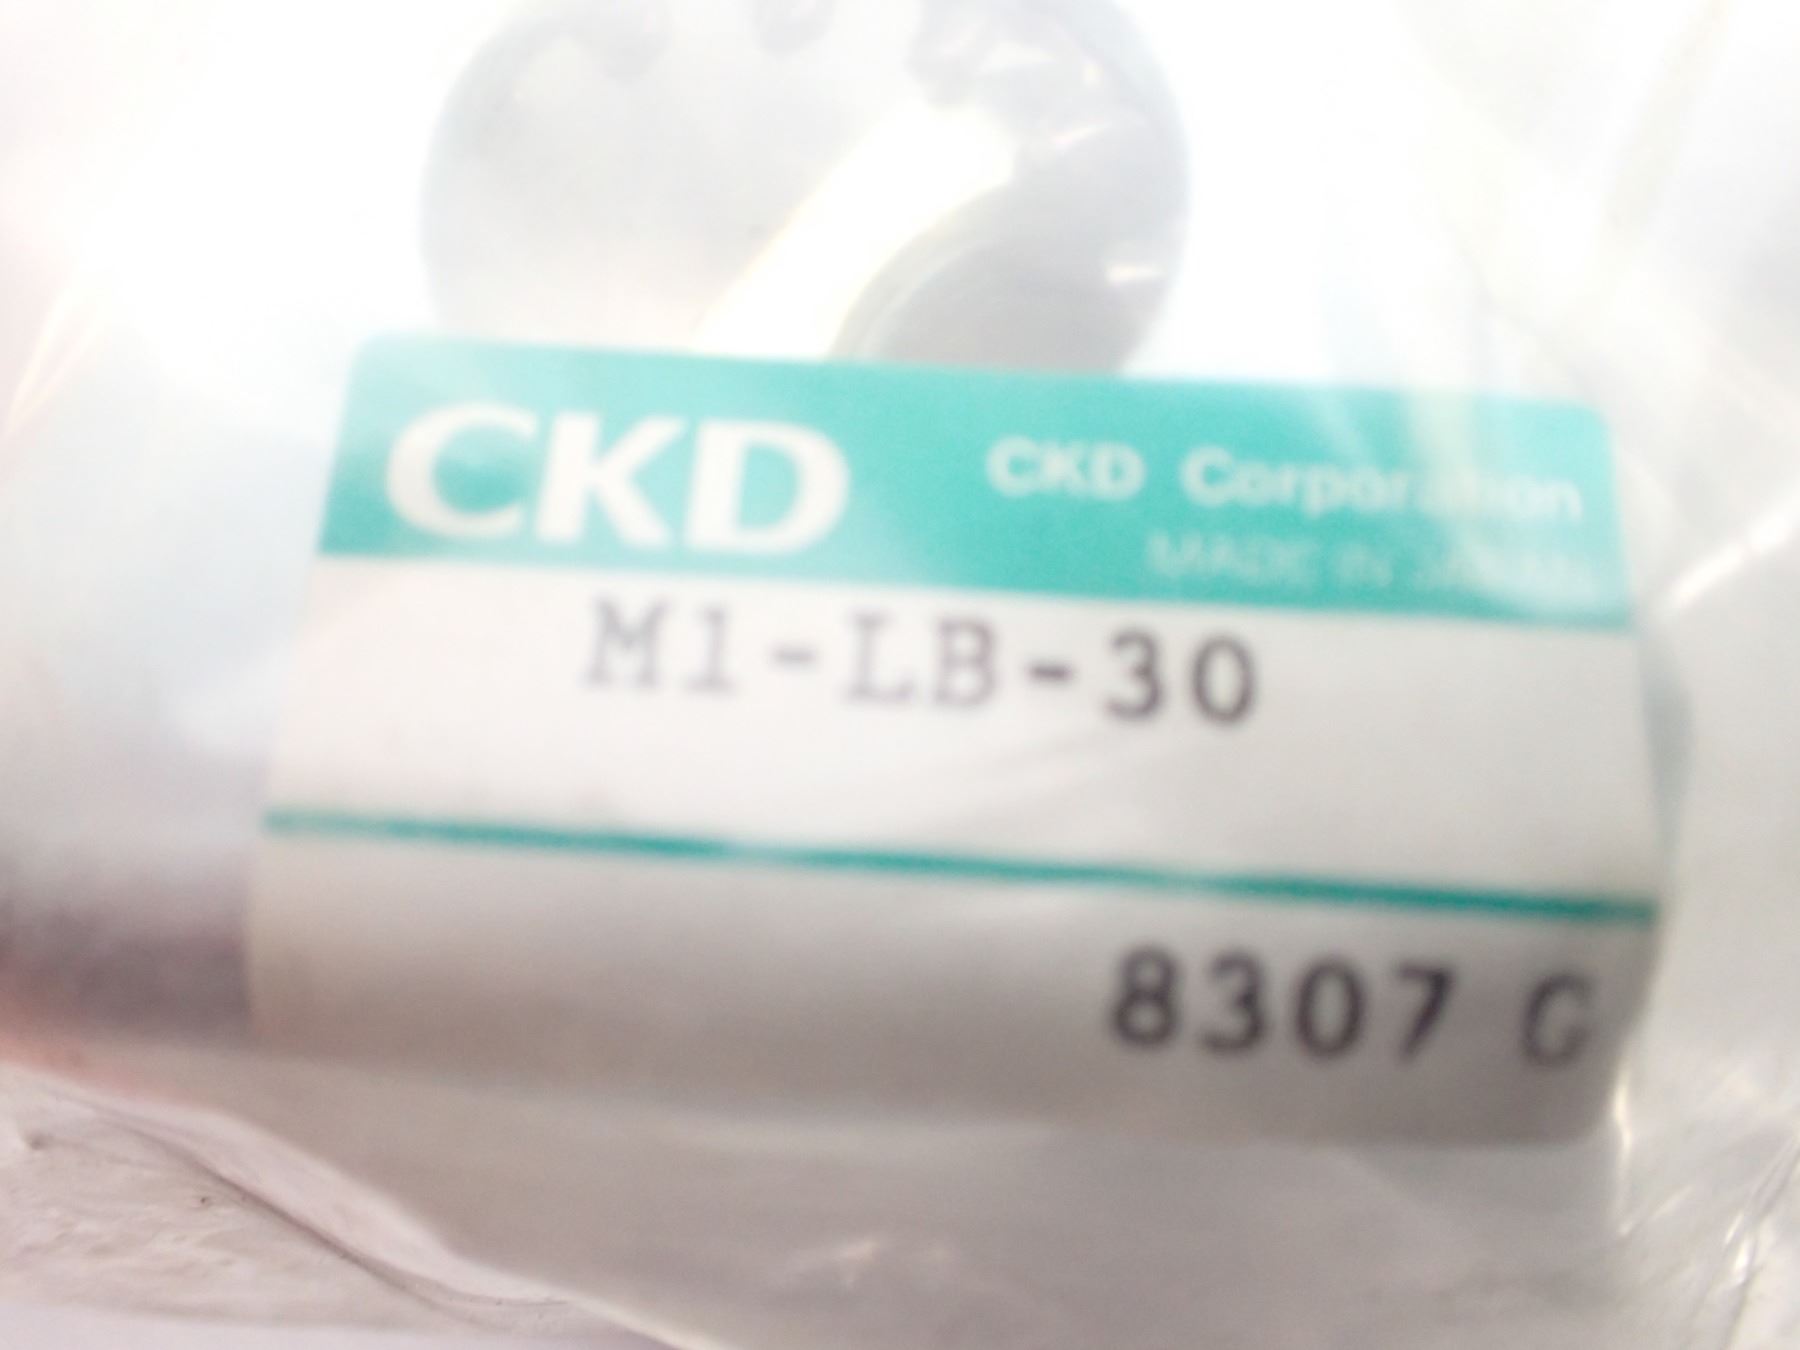 CKD CKD Corporation
MADE IN JAPAN
M1-LB-30
8307 G